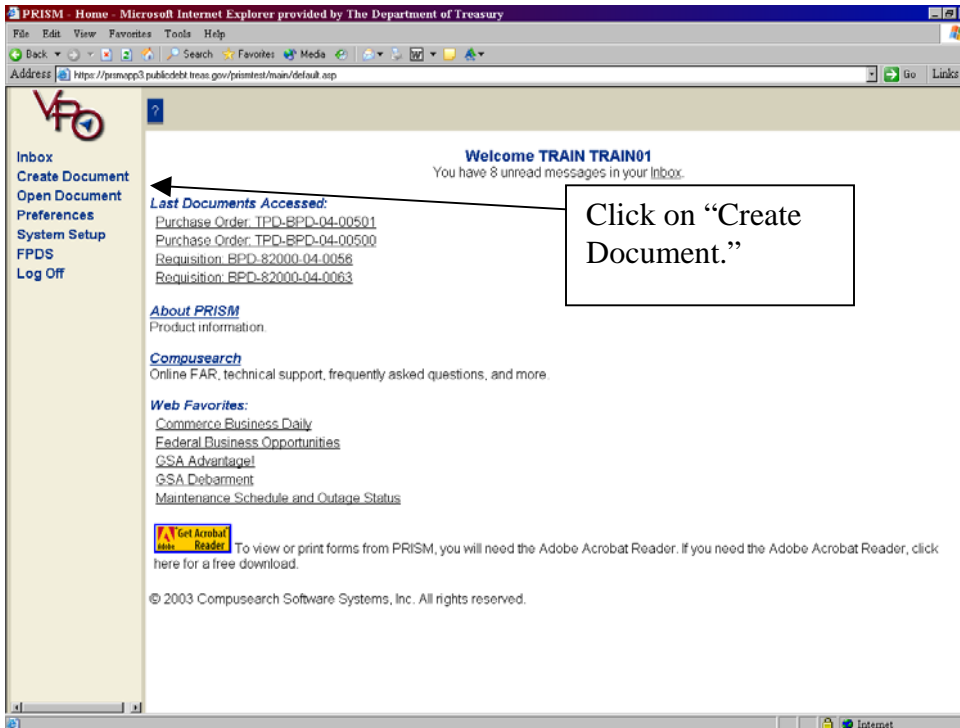 PRISM - Home - Microsoft Internet Explorer provided by The Department of Treasury
File Edit View Favorites Tools Help
Back Search Favorites Media
Address https://prismapp3.publicdebt.treas.gov/prismtest/main/default.asp Go Links
VPO
?
Inbox
Create Document
Open Document
Preferences
System Setup
FPDS
Log Off
Welcome TRAIN TRAIN01
You have 8 unread messages in your Inbox.
Click on “Create
Document.”
Last Documents Accessed:
Purchase Order: TPD-BPD-04-00501
Purchase Order: TPD-BPD-04-00500
Requisition: BPD-82000-04-0056
Requisition: BPD-82000-04-0063
About PRISM
Product information.
Compusearch
Online FAR, technical support, frequently asked questions, and more.
Web Favorites:
Commerce Business Daily
Federal Business Opportunities
GSA Advantage!
GSA Debarment
Maintenance Schedule and Outage Status
Get Acrobat
Adobe Reader
To view or print forms from PRISM, you will need the Adobe Acrobat Reader. If you need the Adobe Acrobat Reader, click
here for a free download.
© 2003 Compusearch Software Systems, Inc. All rights reserved.
Internet